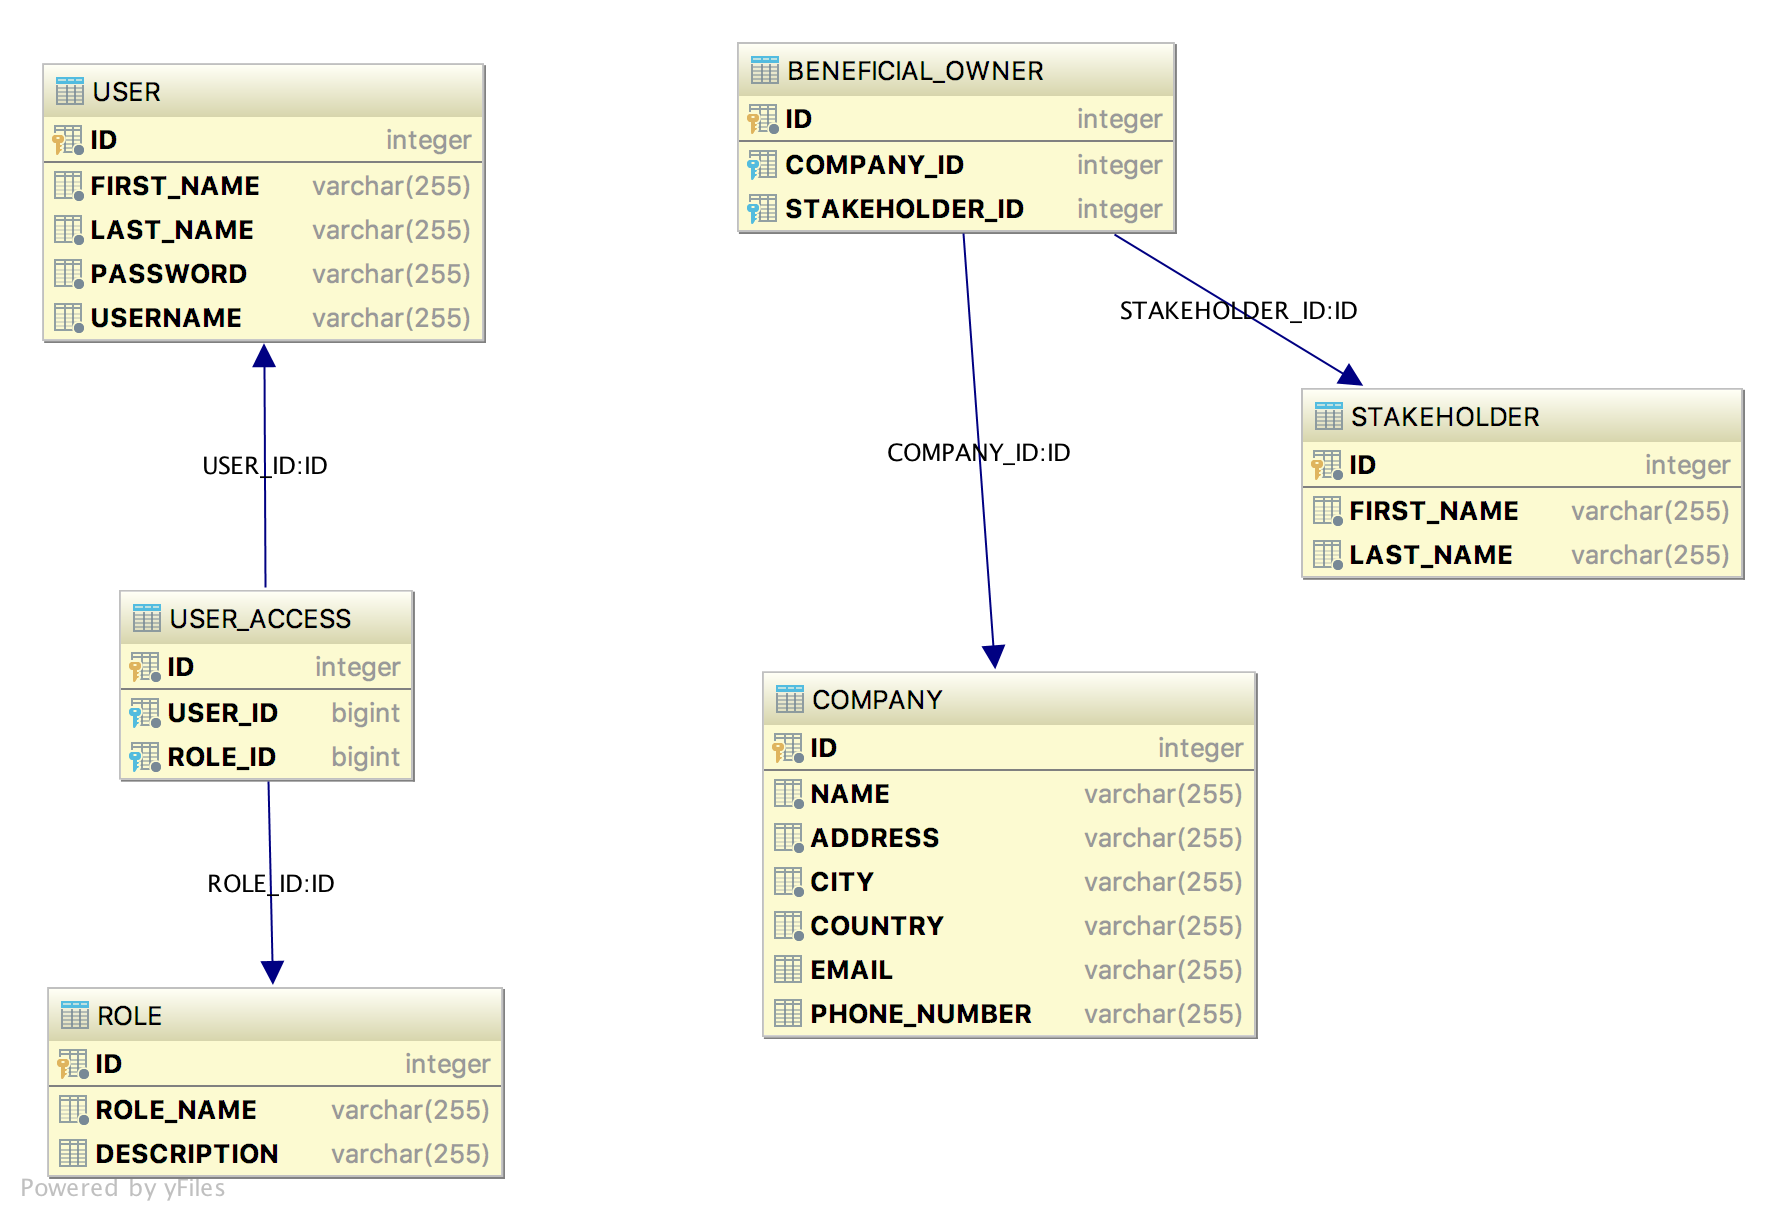 USER
ID integer
FIRST_NAME varchar(255)
LAST_NAME varchar(255)
PASSWORD varchar(255)
USERNAME varchar(255)
USER_ID:ID
USER_ACCESS
ID integer
USER_ID bigint
ROLE_ID bigint
ROLE_ID:ID
ROLE
ID integer
ROLE_NAME varchar(255)
DESCRIPTION varchar(255)
BENEFICIAL_OWNER
ID integer
COMPANY_ID integer
STAKEHOLDER_ID integer
STAKEHOLDER_ID:ID
COMPANY_ID:ID
STAKEHOLDER
ID integer
FIRST_NAME varchar(255)
LAST_NAME varchar(255)
COMPANY
ID integer
NAME varchar(255)
ADDRESS varchar(255)
CITY varchar(255)
COUNTRY varchar(255)
EMAIL varchar(255)
PHONE_NUMBER varchar(255)
Powered by yFiles